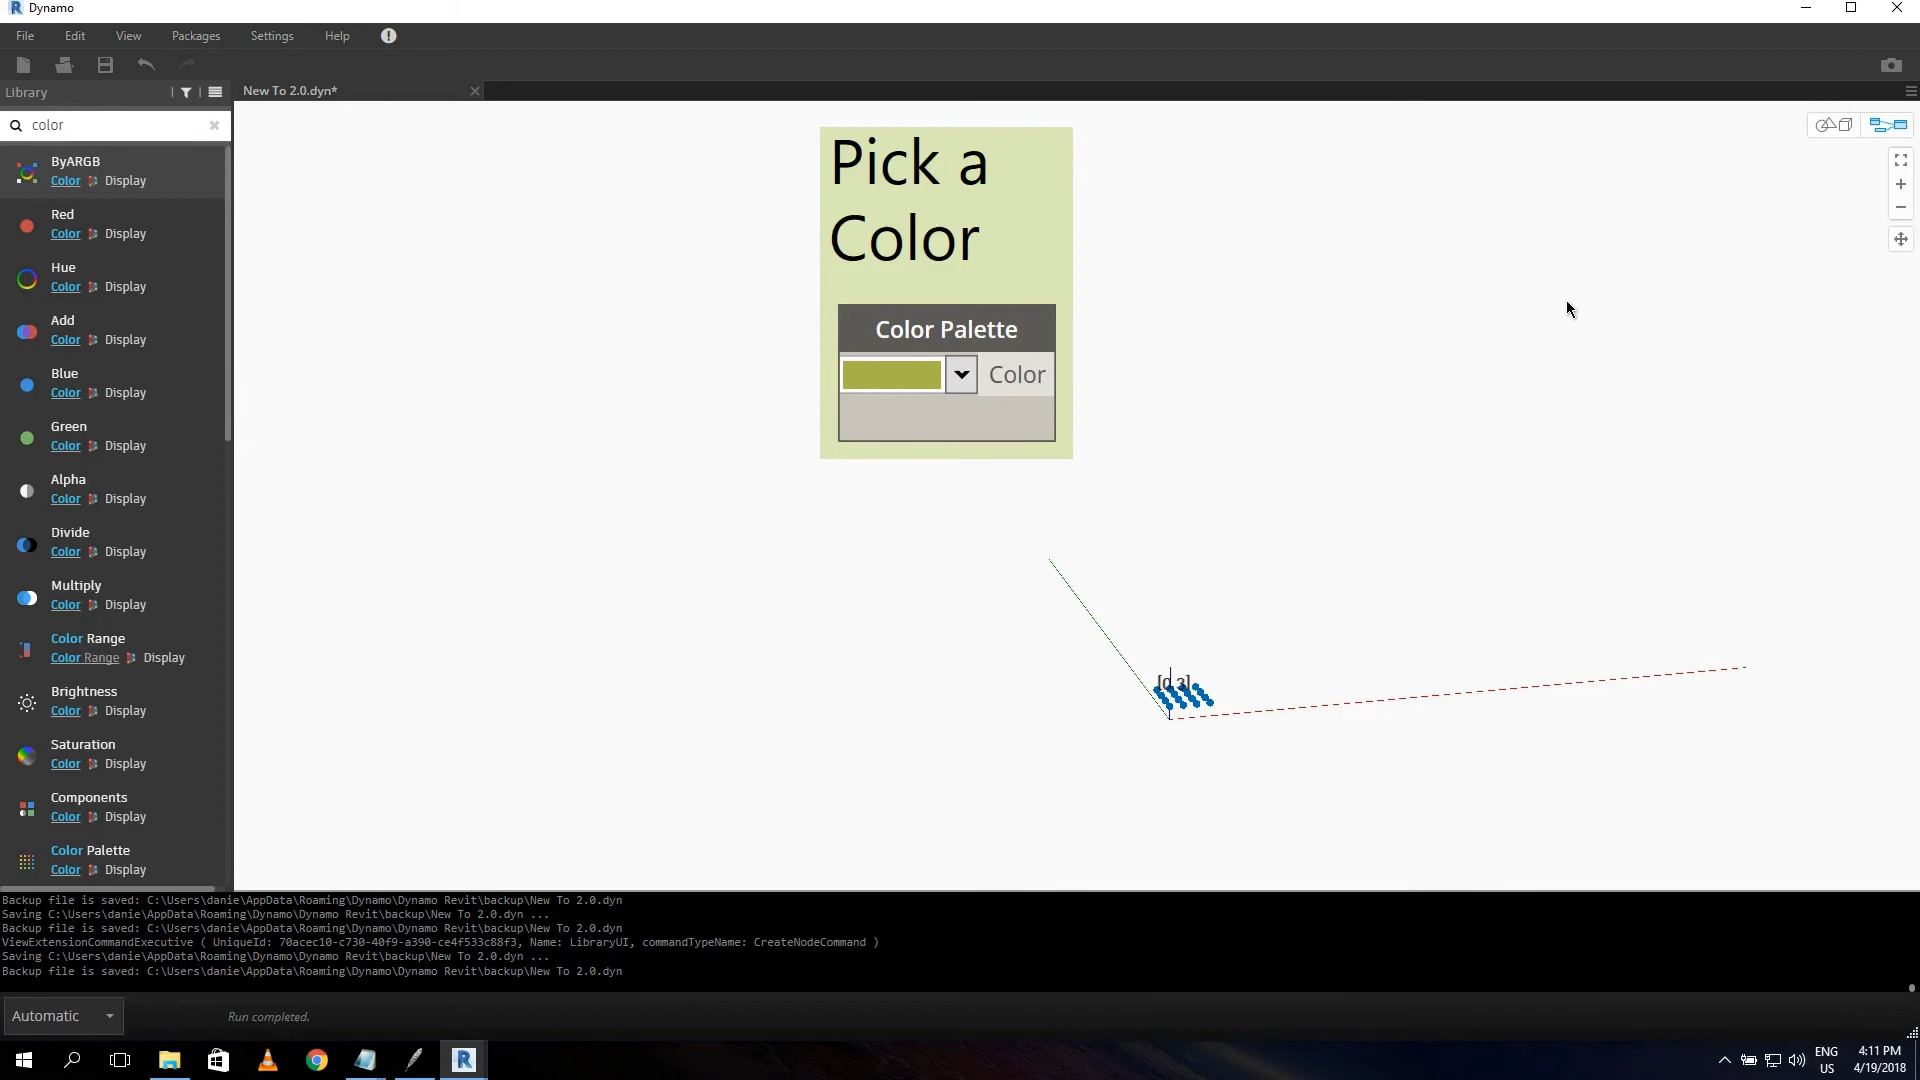 Dynamo
File Edit View Packages Settings Help
Library
New To 2.0.dyn*
color
ByARGB
Color Display
Red
Color Display
Hue
Color Display
Add
Color Display
Blue
Color Display
Green
Color Display
Alpha
Color Display
Divide
Color Display
Multiply
Color Display
Color Range
Color Range Display
Brightness
Color Display
Saturation
Color Display
Components
Color Display
Color Palette
Color Display
Pick a
Color
Color Palette
Color
[0,3]
Backup file is saved: C:\Users\danie\AppData\Roaming\Dynamo\Dynamo Revit\backup\New To 2.0.dyn
Saving C:\Users\danie\AppData\Roaming\Dynamo\Dynamo Revit\backup\New To 2.0.dyn ...
Backup file is saved: C:\Users\danie\AppData\Roaming\Dynamo\Dynamo Revit\backup\New To 2.0.dyn
ViewExtensionCommandExecutive ( UniqueId: 70acec10-c730-40f9-a390-ce4f533c88f3, Name: LibraryUI, commandTypeName: CreateNodeCommand )
Saving C:\Users\danie\AppData\Roaming\Dynamo\Dynamo Revit\backup\New To 2.0.dyn ...
Backup file is saved: C:\Users\danie\AppData\Roaming\Dynamo\Dynamo Revit\backup\New To 2.0.dyn
Automatic
Run completed.
ENG
US
4:11 PM
4/19/2018